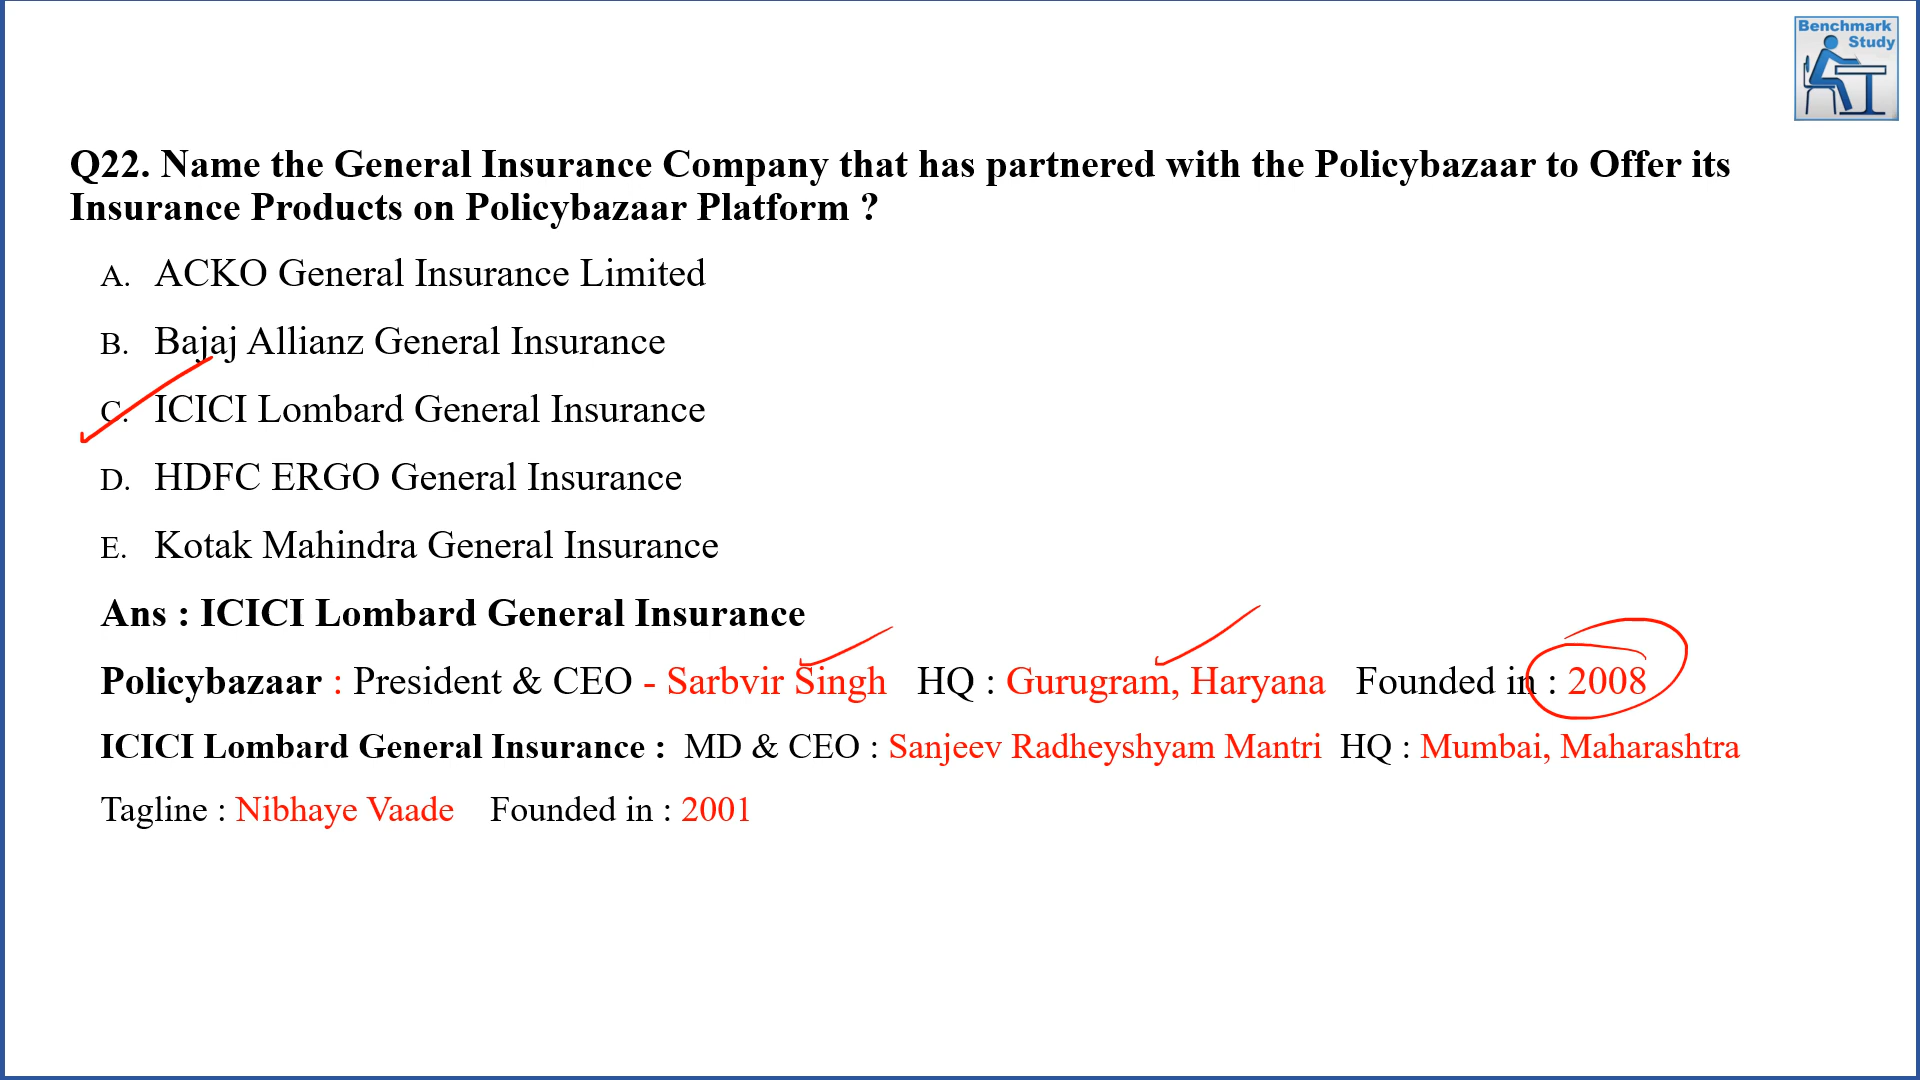 Benchmark
Study
Q22. Name the General Insurance Company that has partnered with the Policybazaar to Offer its
Insurance Products on Policybazaar Platform ?
A. ACKO General Insurance Limited
B. Bajaj Allianz General Insurance
C. ICICI Lombard General Insurance
D. HDFC ERGO General Insurance
E. Kotak Mahindra General Insurance
Ans : ICICI Lombard General Insurance
Policybazaar : President & CEO - Sarbvir Singh HQ : Gurugram, Haryana Founded in : 2008
ICICI Lombard General Insurance : MD & CEO : Sanjeev Radheyshyam Mantri HQ : Mumbai, Maharashtra
Tagline : Nibhaye Vaade Founded in : 2001